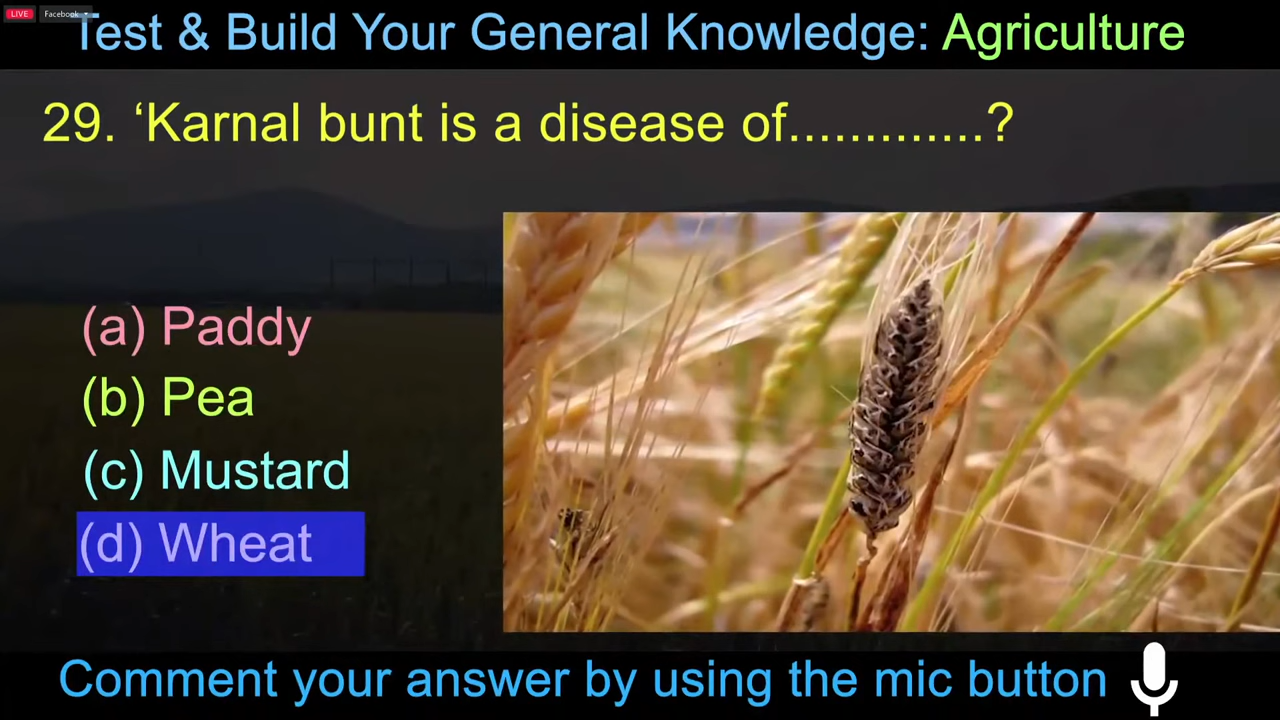 LIVE
Facebook
Test & Build Your General Knowledge: Agriculture
29. ‘Karnal bunt is a disease of.............?
(a) Paddy
(b) Pea
(c) Mustard
(d) Wheat
Comment your answer by using the mic button